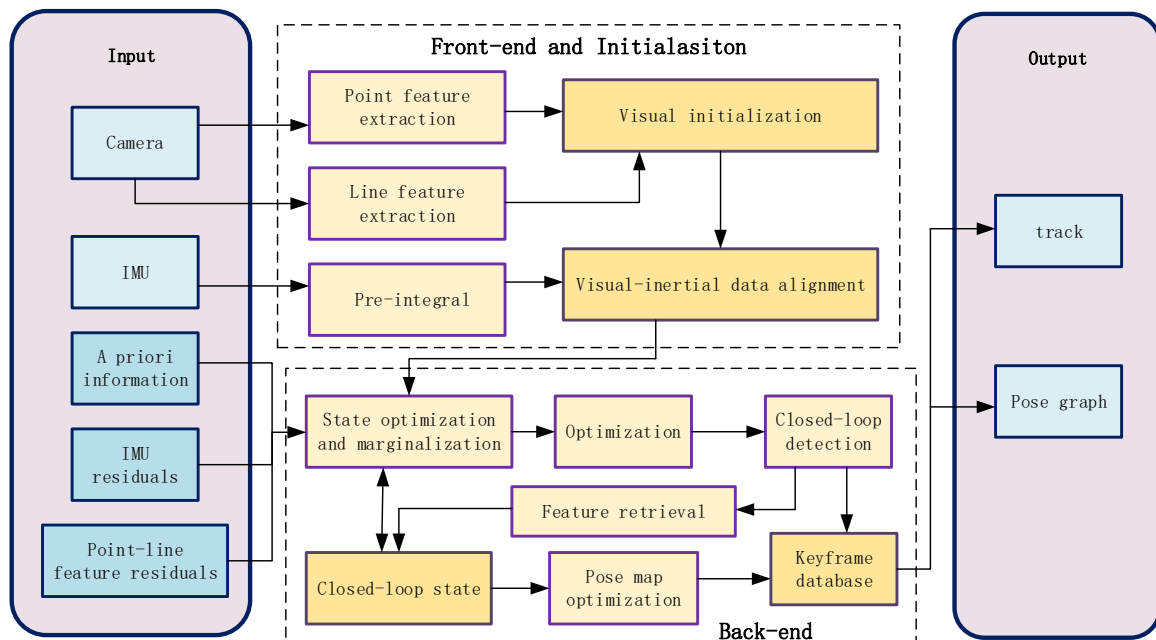 Input
Camera
IMU
A priori
information
IMU
residuals
Point-line
feature residuals
Front-end and Initialasiton
Point feature
extraction
Visual initialization
Line feature
extraction
Pre-integral
Visual-inertial data alignment
State optimization
and marginalization
Optimization
Closed-loop
detection
Feature retrieval
Closed-loop state
Pose map
optimization
Keyframe
database
Back-end
Output
track
Pose graph